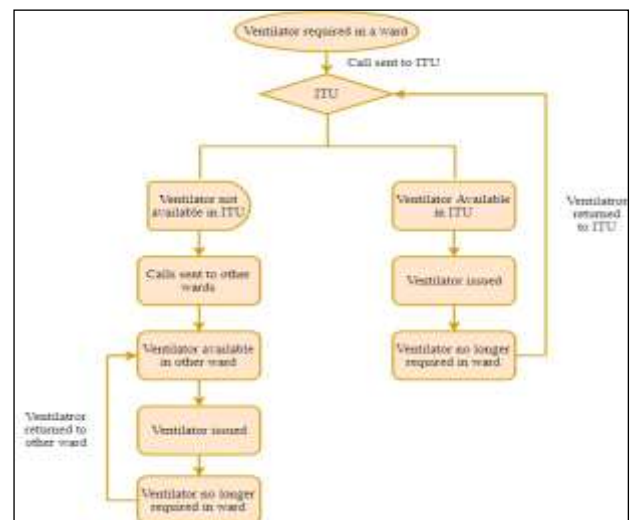 Ventilator required in a ward
Call sent to ITU
ITU
Ventilator not
available in ITU
Ventilator Available
in ITU
Ventilatror
returned
to ITU
Calls sent to other
wards
Ventilator issued
Ventilator available
in other ward
Ventilator no longer
required in ward
Ventilatror
returned to
other ward
Ventilator issued
Ventilator no longer
required in ward